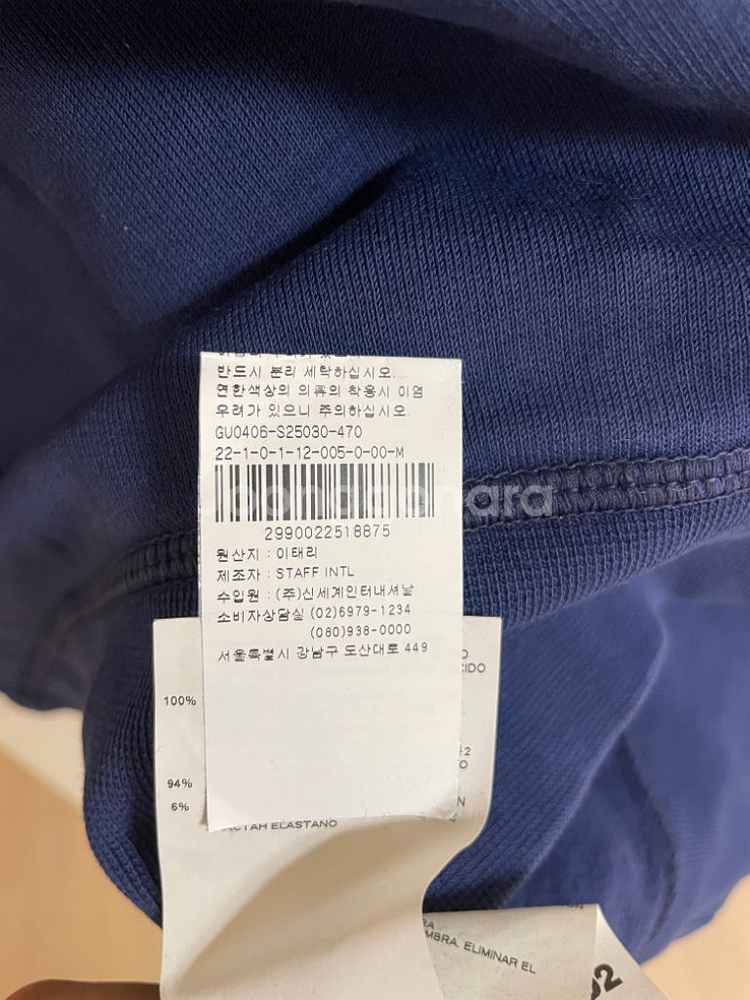 반드시 분리 세탁하십시오.
연한색상의 의류의 착용시 이염
우려가 있으니 주의하십시오.
GU0406-S25030-470
22-1-0-1-12-005-0-00-M
2990022518875
원산지 : 이태리
제조자 : STAFF INTL
수입원 : (주)신세계인터내셔날
소비자상담실 (02)6979-1234
(080)938-0000
서울특별시 강남구 도산대로 449
100%
94%
6%
ELASTANO
ELIMINAR EL